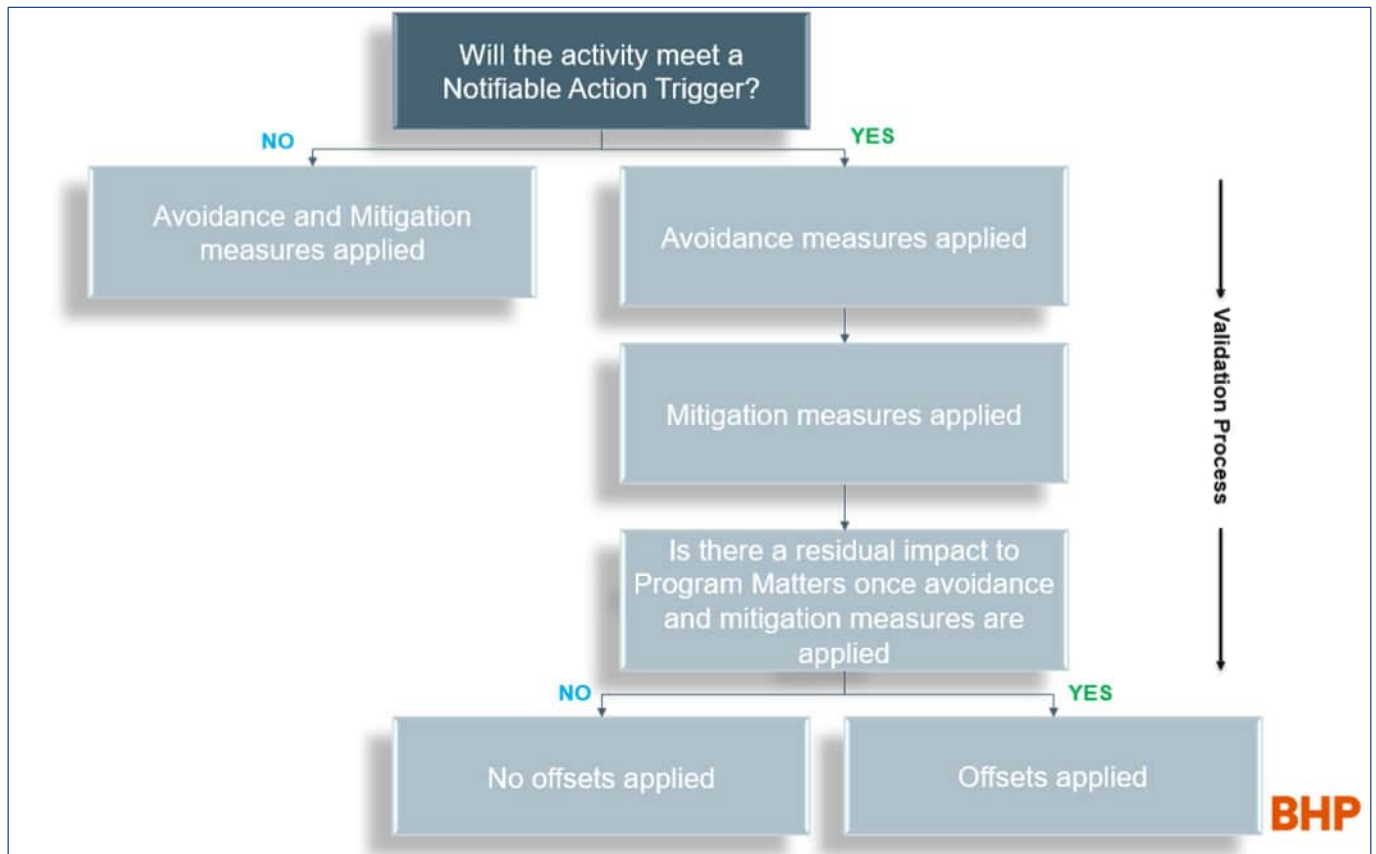 Will the activity meet a
Notifiable Action Trigger?
NO
YES
Avoidance and Mitigation
measures applied
Avoidance measures applied
Validation Process
Mitigation measures applied
Is there a residual impact to
Program Matters once avoidance
and mitigation measures are
applied
NO
YES
No offsets applied
Offsets applied
BHP